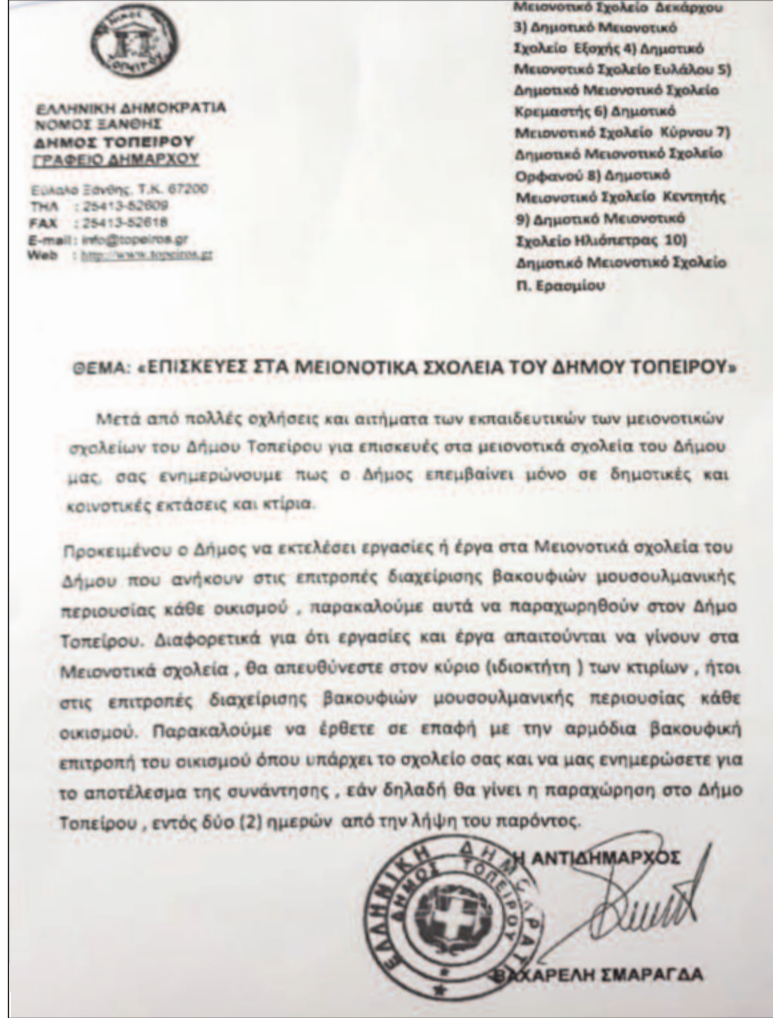 ΔΗΜΟΣ
ΤΟΠΕΙΡΟΥ
ΕΛΛΗΝΙΚΗ ΔΗΜΟΚΡΑΤΙΑ
ΝΟΜΟΣ ΞΑΝΘΗΣ
ΔΗΜΟΣ ΤΟΠΕΙΡΟΥ
ΓΡΑΦΕΙΟ ΔΗΜΑΡΧΟΥ
Εύλαλο Ξάνθης, Τ.Κ. 67200
ΤΗΛ : 25413-52609
FAX : 25413-52618
E-mail : info@topeiros.gr
Web : http://www.topeiros.gr
Μειονοτικό Σχολείο Δεκάρχου
3) Δημοτικό Μειονοτικό
Σχολείο Εξοχής 4) Δημοτικό
Μειονοτικό Σχολείο Ευλάλου 5)
Δημοτικό Μειονοτικό Σχολείο
Κρεμαστής 6) Δημοτικό
Μειονοτικό Σχολείο Κύρνου 7)
Δημοτικό Μειονοτικό Σχολείο
Ορφανού 8) Δημοτικό
Μειονοτικό Σχολείο Κεντητής
9) Δημοτικό Μειονοτικό
Σχολείο Ηλιόπετρας 10)
Δημοτικό Μειονοτικό Σχολείο
Π. Ερασμίου
ΘΕΜΑ: «ΕΠΙΣΚΕΥΕΣ ΣΤΑ ΜΕΙΟΝΟΤΙΚΑ ΣΧΟΛΕΙΑ ΤΟΥ ΔΗΜΟΥ ΤΟΠΕΙΡΟΥ»
Μετά από πολλές οχλήσεις και αιτήματα των εκπαιδευτικών των μειονοτικών
σχολείων του Δήμου Τοπείρου για επισκευές στα μειονοτικά σχολεία του Δήμου
μας, σας ενημερώνουμε πως ο Δήμος επεμβαίνει μόνο σε δημοτικές και
κοινοτικές εκτάσεις και κτίρια.
Προκειμένου ο Δήμος να εκτελέσει εργασίες ή έργα στα Μειονοτικά σχολεία του
Δήμου που ανήκουν στις επιτροπές διαχείρισης βακουφιών μουσουλμανικής
περιουσίας κάθε οικισμού , παρακαλούμε αυτά να παραχωρηθούν στον Δήμο
Τοπείρου. Διαφορετικά για ότι εργασίες και έργα απαιτούνται να γίνουν στα
Μειονοτικά σχολεία , θα απευθύνεστε στον κύριο (ιδιοκτήτη ) των κτιρίων , ήτοι
στις επιτροπές διαχείρισης βακουφιών μουσουλμανικής περιουσίας κάθε
οικισμού. Παρακαλούμε να έρθετε σε επαφή με την αρμόδια βακουφική
επιτροπή του οικισμού όπου υπάρχει το σχολείο σας και να μας ενημερώσετε για
το αποτέλεσμα της συνάντησης , εάν δηλαδή θα γίνει η παραχώρηση στο Δήμο
Τοπείρου , εντός δύο (2) ημερών από την λήψη του παρόντος.
Η ΑΝΤΙΔΗΜΑΡΧΟΣ
ΕΛΛΗΝΙΚΗ ΔΗΜΟΚΡΑΤΙΑ
ΔΗΜΟΣ ΤΟΠΕΙΡΟΥ
ΒΑΧΑΡΕΛΗ ΣΜΑΡΑΓΔΑ